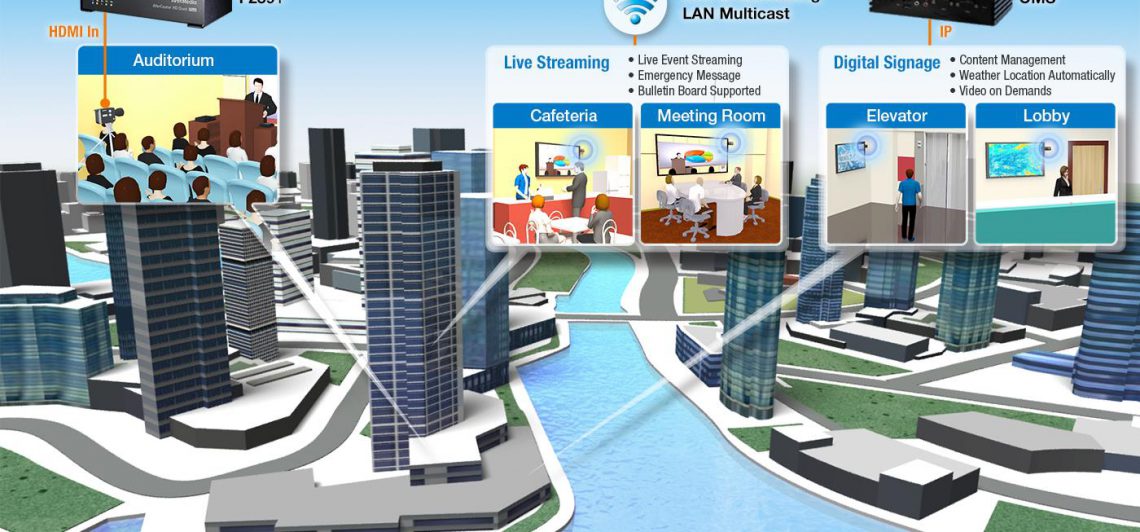 AVerMedia
HDMI In
LAN Multicast
IP
Auditorium
Live Streaming
• Live Event Streaming
• Emergency Message
• Bulletin Board Supported
Cafeteria
Meeting Room
Digital Signage
• Content Management
• Weather Location Automatically
• Video on Demands
Elevator
Lobby